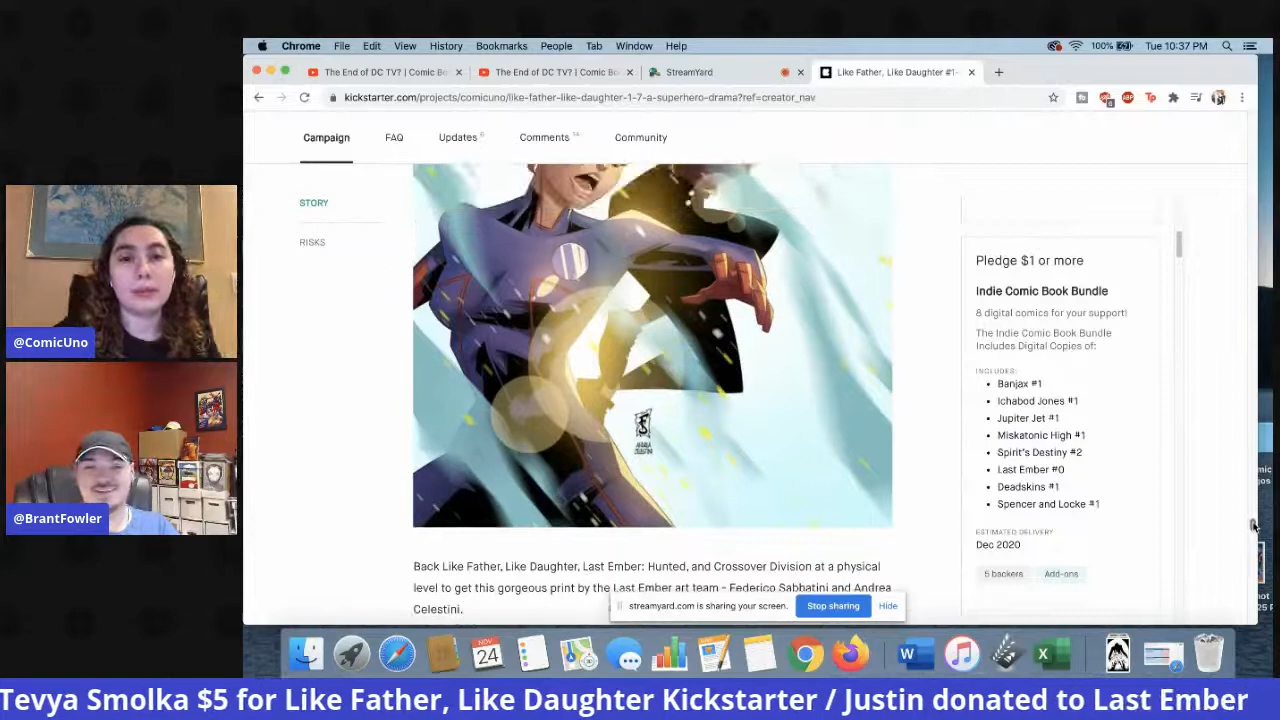 Chrome File Edit View History Bookmarks People Tab Window Help
100% Tue 10:37 PM
The End of DC TV? | Comic Bo × The End of DC TV? | Comic Bo × StreamYard × Like Father, Like Daughter #1- × +
kickstarter.com/projects/comicuno/like-father-like-daughter-1-7-a-superhero-drama?ref=creator_nav
Campaign FAQ Updates 6 Comments 14 Community
STORY
RISKS
Pledge $1 or more
Indie Comic Book Bundle
8 digital comics for your support!
The Indie Comic Book Bundle
Includes Digital Copies of:
INCLUDES:
• Banjax #1
• Ichabod Jones #1
• Jupiter Jet #1
• Miskatonic High #1
• Spirit's Destiny #2
• Last Ember #0
• Deadskins #1
• Spencer and Locke #1
ESTIMATED DELIVERY
Dec 2020
5 backers Add-ons
Back Like Father, Like Daughter, Last Ember: Hunted, and Crossover Division at a physical
level to get this gorgeous print by the Last Ember art team - Federico Sabbatini and Andrea
Celestini.
streamyard.com is sharing your screen. Stop sharing Hide
@ComicUno
@BrantFowler
NOV
24
Tevya Smolka $5 for Like Father, Like Daughter Kickstarter / Justin donated to Last Ember